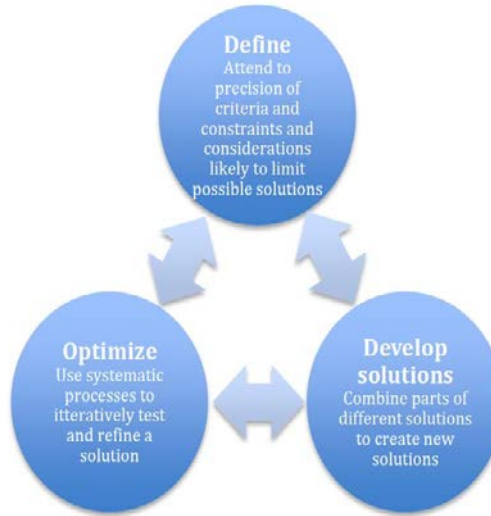 Define
Attend to
precision of
criteria and
constraints and
considerations
likely to limit
possible solutions
Optimize
Use systematic
processes to
itteratively test
and refine a
solution
Develop
solutions
Combine parts of
different solutions
to create new
solutions